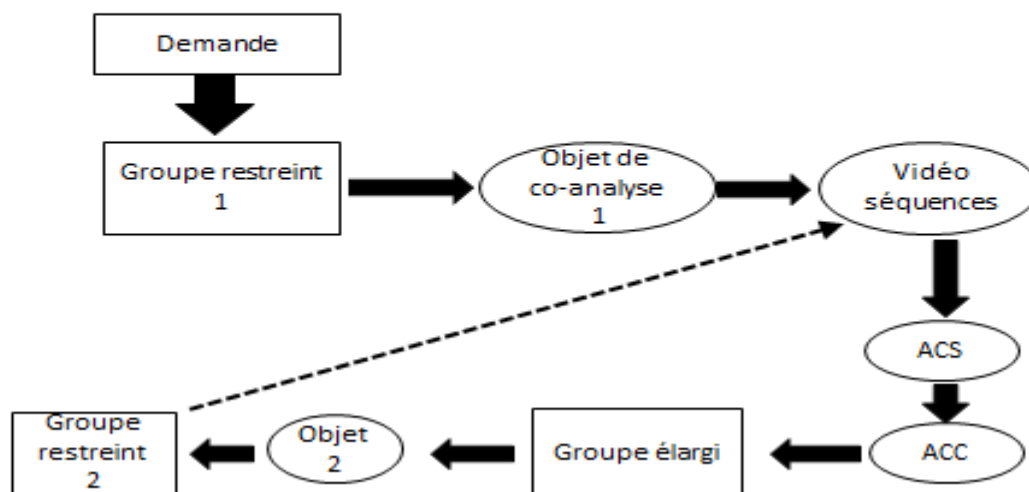 Demande
Groupe restreint
1
Objet de
co-analyse
1
Vidéo
séquences
ACS
ACC
Groupe élargi
Objet
2
Groupe
restreint
2